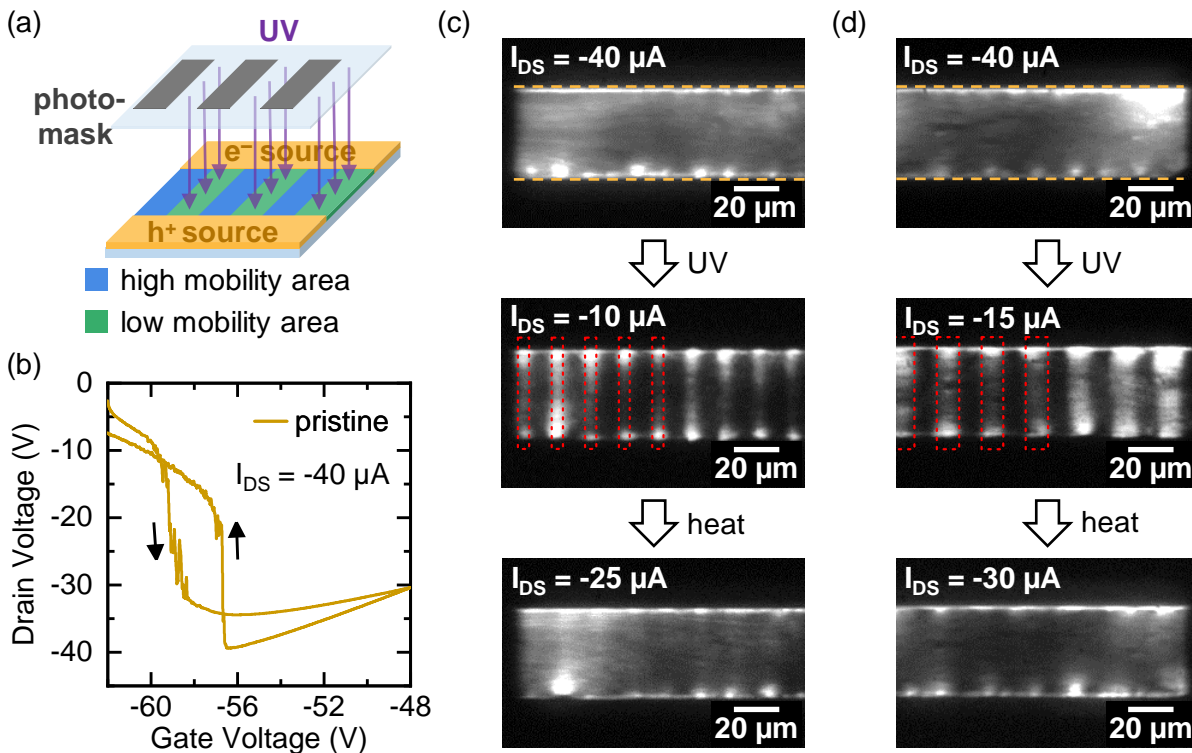 (a)
UV
photo-
mask
e⁻ source
h⁺ source
high mobility area
low mobility area
(b)
0
-10
-20
-30
-40
Drain Voltage (V)
pristine
I_DS = -40 µA
-60
-56
-52
-48
Gate Voltage (V)
(c)
I_DS = -40 µA
20 µm
UV
I_DS = -10 µA
20 µm
heat
I_DS = -25 µA
20 µm
(d)
I_DS = -40 µA
20 µm
UV
I_DS = -15 µA
20 µm
heat
I_DS = -30 µA
20 µm